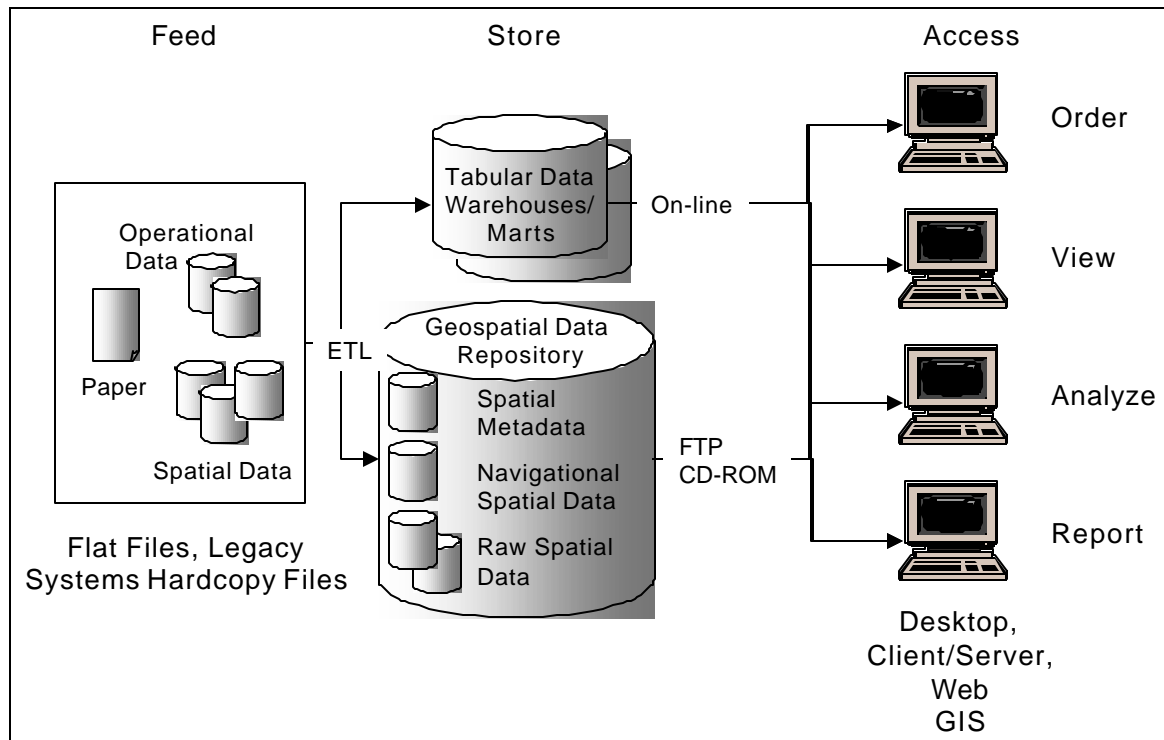 Feed
Store
Access
Operational
Data
Paper
Spatial Data
Flat Files, Legacy
Systems Hardcopy Files
ETL
Tabular Data
Warehouses/
Marts
On-line
Geospatial Data
Repository
Spatial
Metadata
Navigational
Spatial Data
Raw Spatial
Data
FTP
CD-ROM
Order
View
Analyze
Report
Desktop,
Client/Server,
Web
GIS